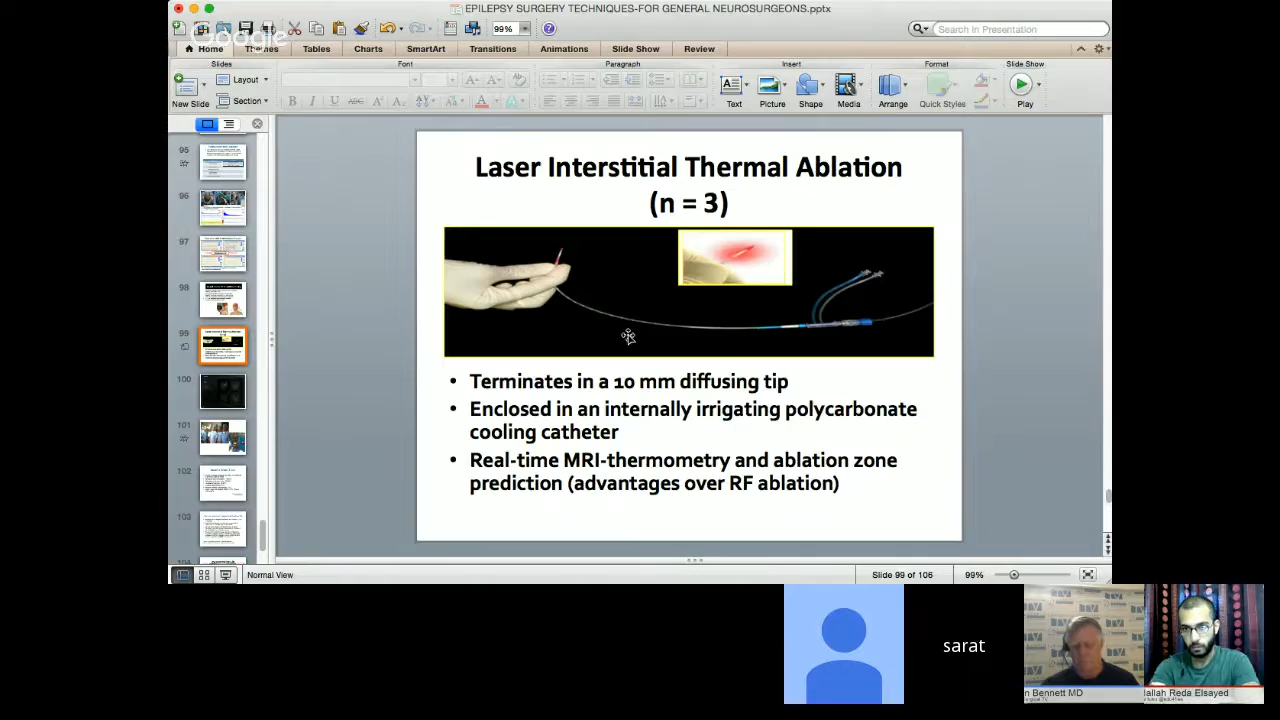 EPILEPSY SURGERY TECHNIQUES-FOR GENERAL NEUROSURGEONS.pptx
99%
Search in Presentation
Google
Home Themes Tables Charts SmartArt Transitions Animations Slide Show Review
Slides Font Paragraph Insert Format Slide Show
New Slide Layout Section Text Picture Shape Media Arrange Quick Styles Play
95
96
97
98
99
100
101
102
103
Laser Interstitial Thermal Ablation
(n = 3)
• Terminates in a 10 mm diffusing tip
• Enclosed in an internally irrigating polycarbonate
cooling catheter
• Real-time MRI-thermometry and ablation zone
prediction (advantages over RF ablation)
Normal View Slide 99 of 106 99%
sarat
n Bennett MD
allah Reda Elsayed